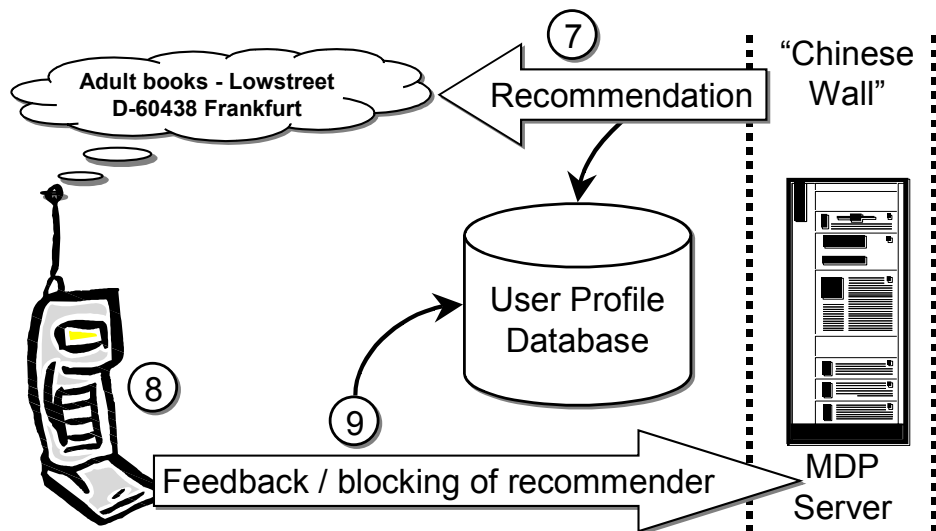 7
“Chinese
Wall”
Adult books - Lowstreet
D-60438 Frankfurt
Recommendation
User Profile
Database
8
9
Feedback / blocking of recommender
MDP
Server